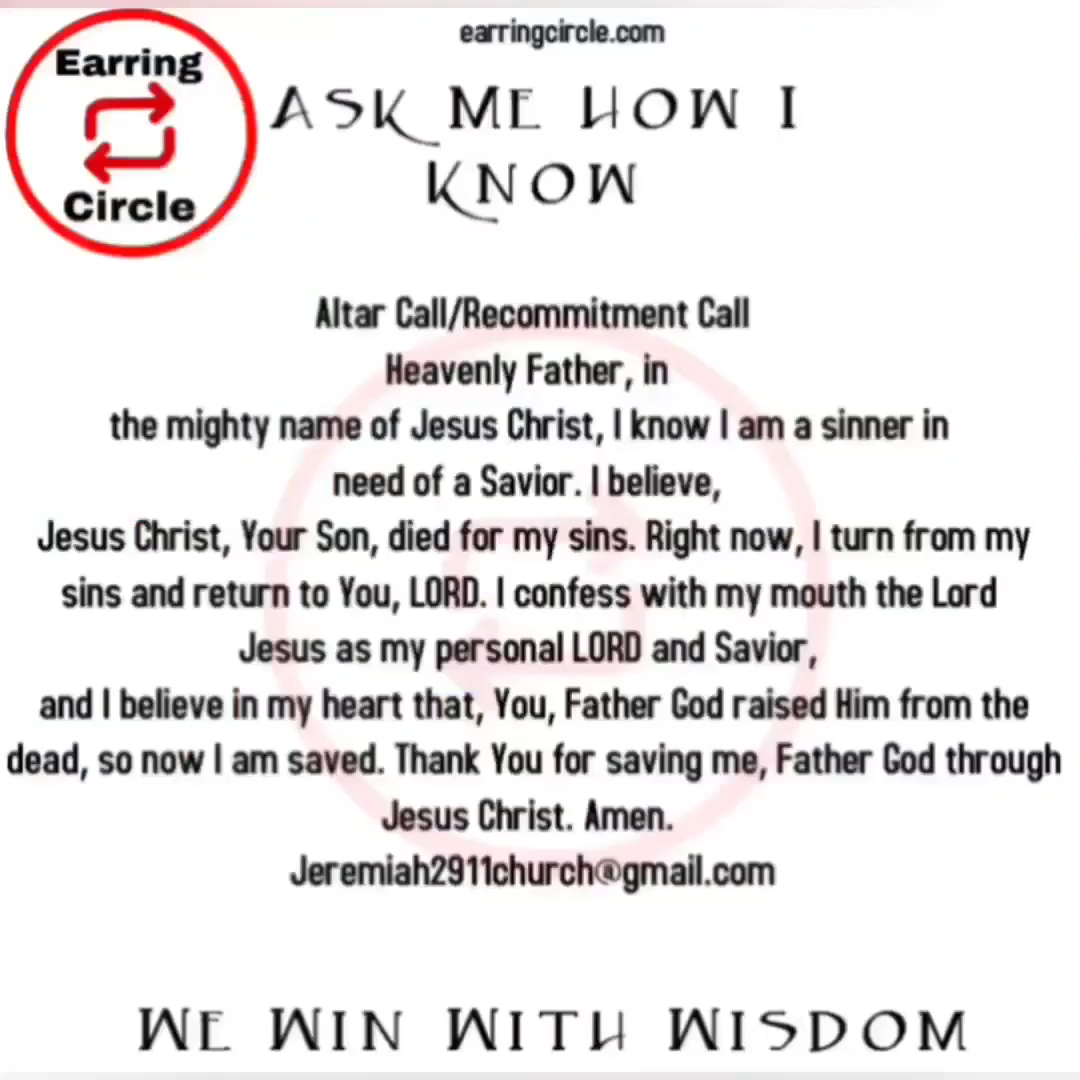 earringcircle.com
Earring
Circle
ASK ME HOW I
KNOW
Altar Call/Recommitment Call
Heavenly Father, in
the mighty name of Jesus Christ, I know I am a sinner in
need of a Savior. I believe,
Jesus Christ, Your Son, died for my sins. Right now, I turn from my
sins and return to You, LORD. I confess with my mouth the Lord
Jesus as my personal LORD and Savior,
and I believe in my heart that, You, Father God raised Him from the
dead, so now I am saved. Thank You for saving me, Father God through
Jesus Christ. Amen.
Jeremiah2911church@gmail.com
WE WIN WITH WISDOM